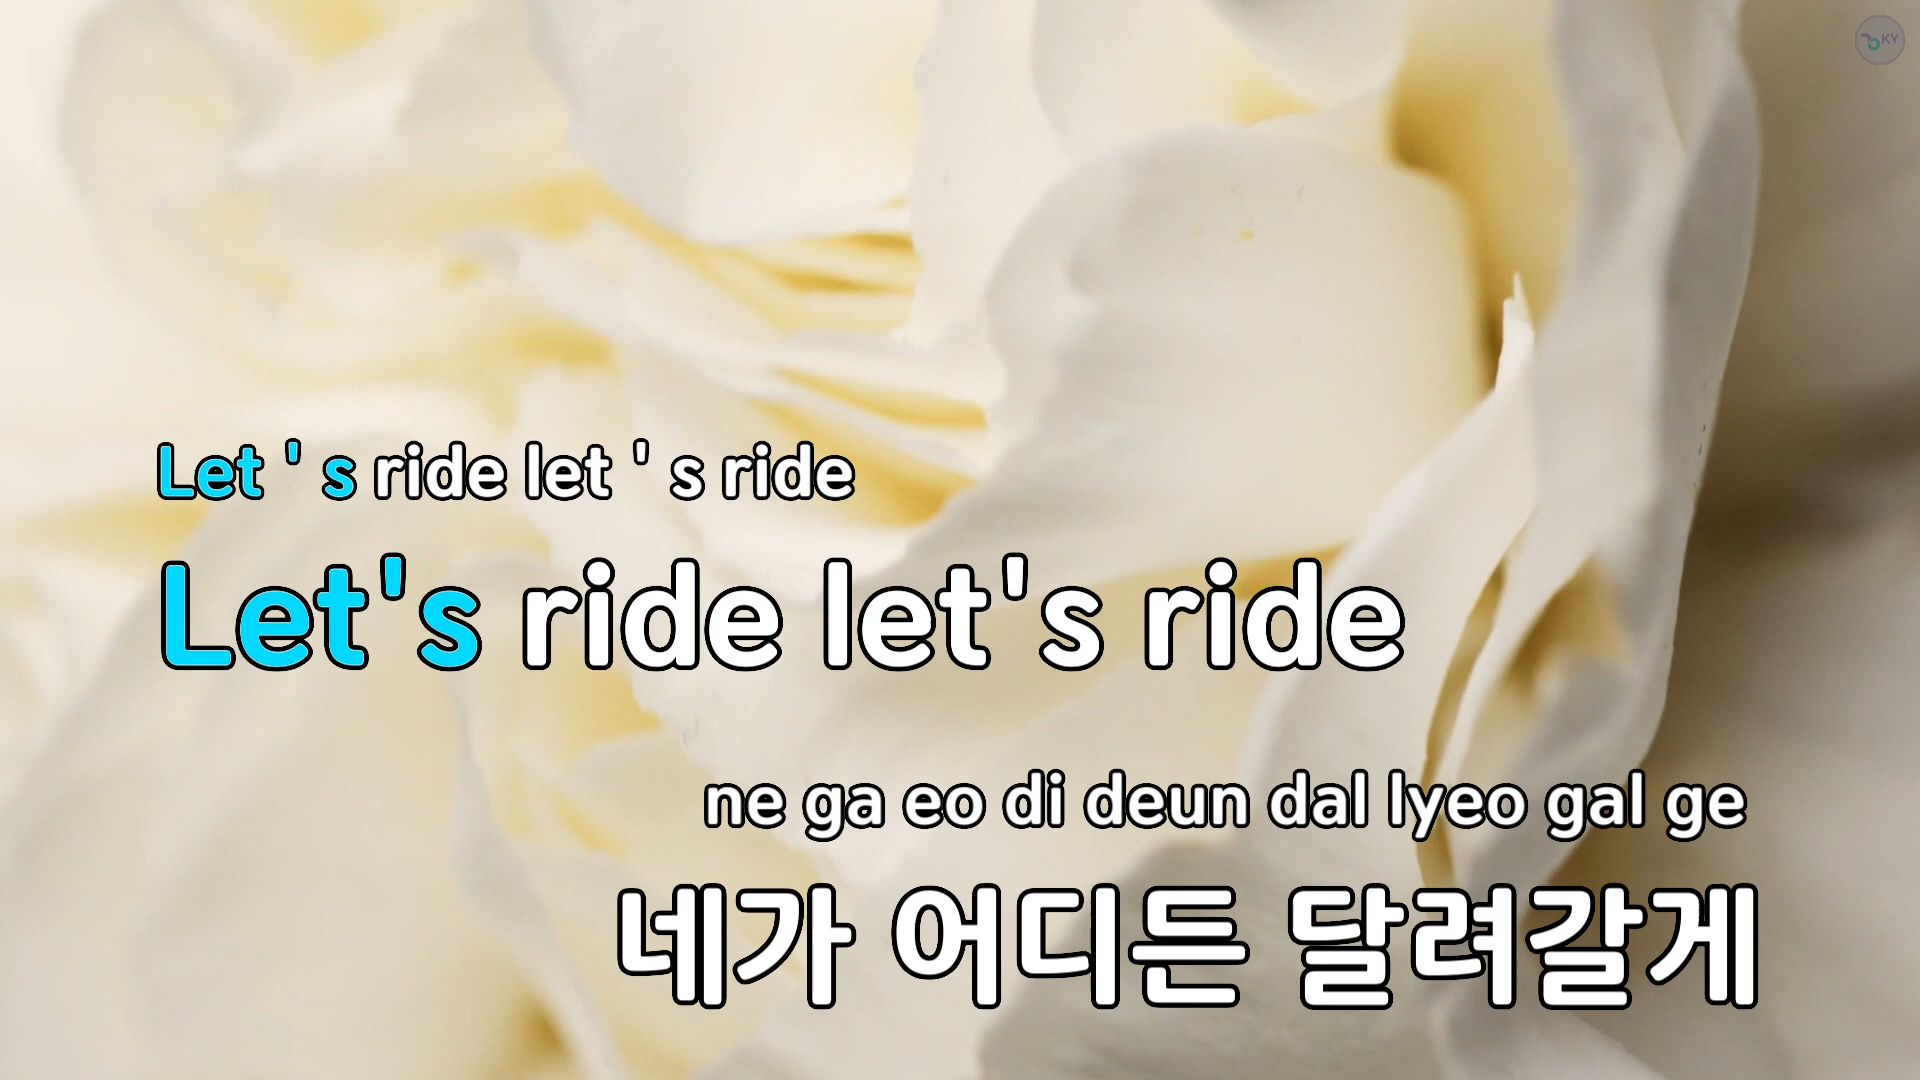 KY
Let ' s ride let ' s ride
Let's ride let's ride
ne ga eo di deun dal lyeo gal ge
네가 어디든 달려갈게